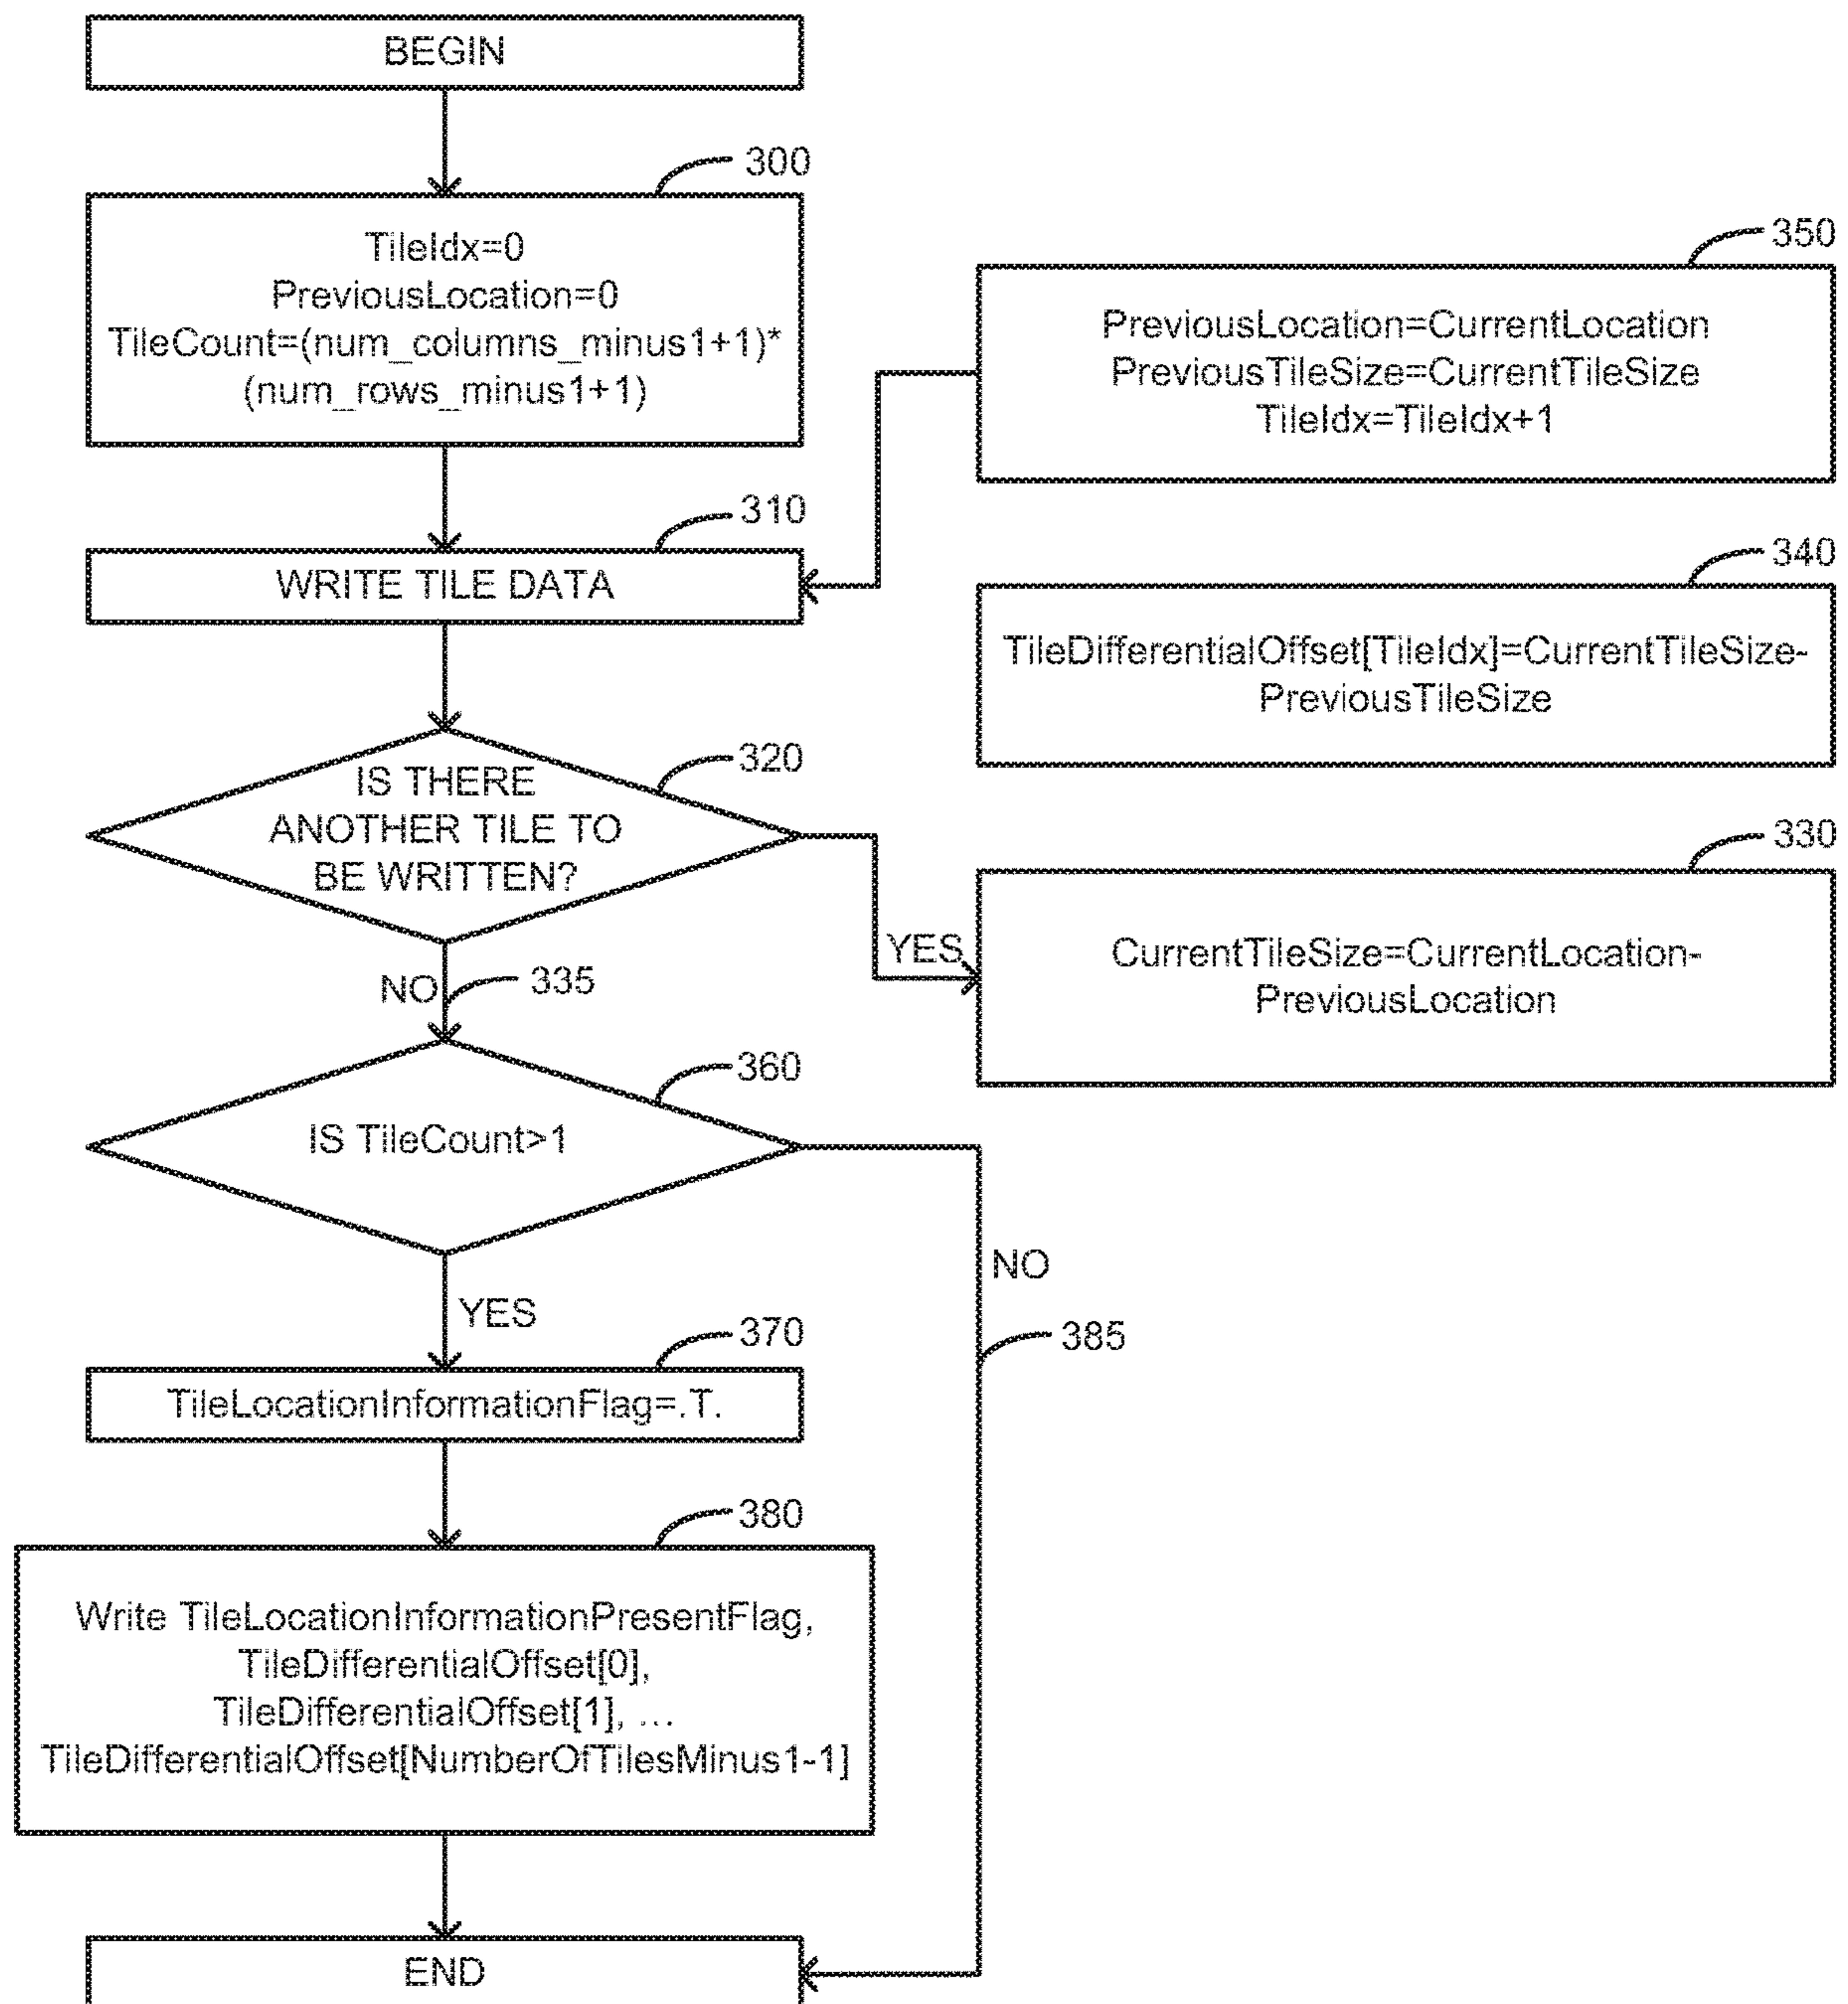 BEGIN
300
TileIdx=0
PreviousLocation=0
TileCount=(num_columns_minus1+1)*
(num_rows_minus1+1)
350
PreviousLocation=CurrentLocation
PreviousTileSize=CurrentTileSize
TileIdx=TileIdx+1
310
WRITE TILE DATA
340
TileDifferentialOffset[TileIdx]=CurrentTileSize-
PreviousTileSize
320
IS THERE
ANOTHER TILE TO
BE WRITTEN?
330
YES
CurrentTileSize=CurrentLocation-
PreviousLocation
NO
335
360
IS TileCount>1
NO
YES
370
385
TileLocationInformationFlag=.T.
380
Write TileLocationInformationPresentFlag,
TileDifferentialOffset[0],
TileDifferentialOffset[1], ...
TileDifferentialOffset[NumberOfTilesMinus1-1]
END